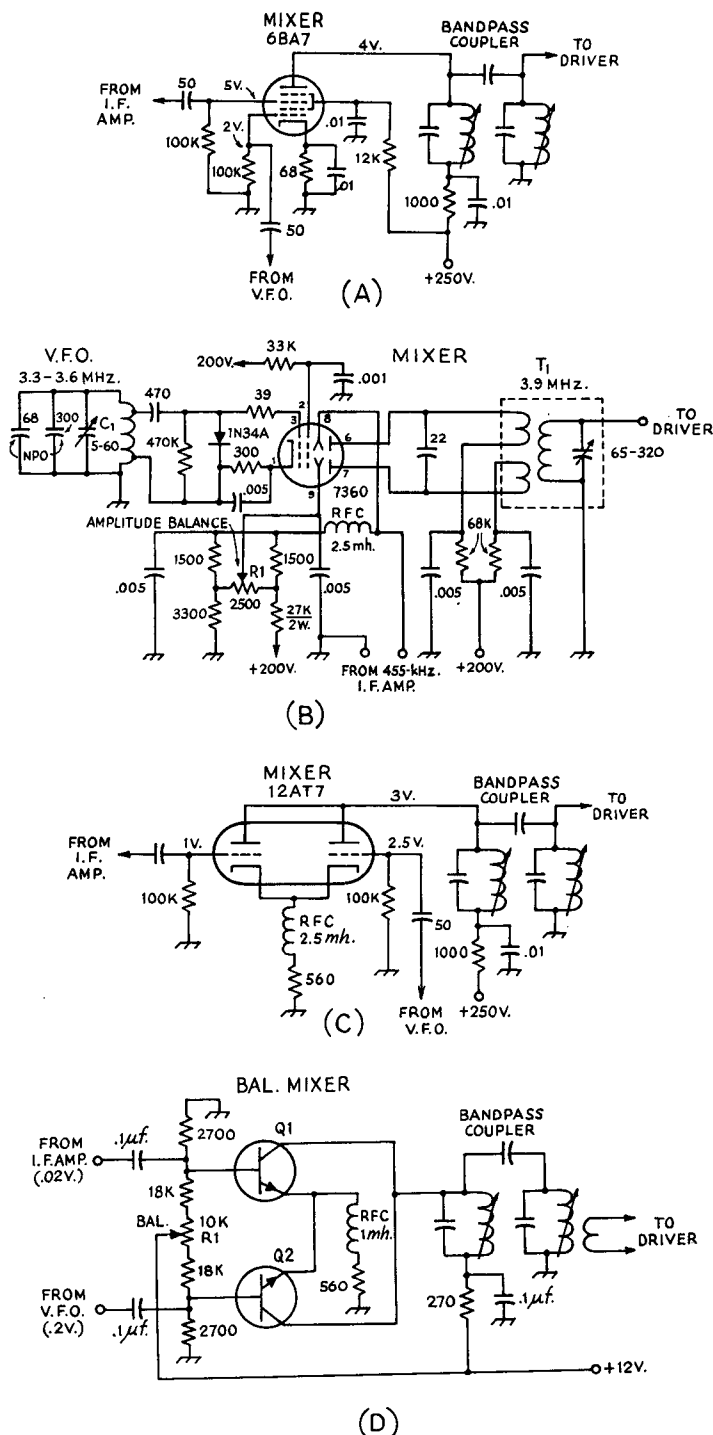 MIXER
6BA7
4V.
BANDPASS
COUPLER
TO
DRIVER
FROM
I.F.
AMP.
50
5V.
100K
2V.
100K
68
.01
.01
12K
1000
.01
50
FROM
V.F.O.
+250V.
(A)
V.F.O.
3.3-3.6 MHz.
33K
200V.
MIXER
.001
T1
3.9 MHz.
TO
DRIVER
470
39
68
300
C1
5-60
NPO
470K
1N34A
300
.005
2
3
8
1
6
7
9
7360
22
65-320
AMPLITUDE BALANCE
RFC
2.5 mh.
68K
.005
1500
R1
1500
2500
3300
27K
2W.
.005
.005
.005
+200V.
FROM 455-kHz.
I.F. AMP.
+200V.
(B)
MIXER
12AT7
3V.
BANDPASS
COUPLER
TO
DRIVER
FROM
I.F.
AMP.
1V.
2.5V.
100K
100K
RFC
2.5mh.
560
50
1000
.01
FROM
V.F.O.
+250V.
(C)
BAL. MIXER
BANDPASS
COUPLER
FROM
I.F. AMP.
(.02V.)
.1µf.
2700
Q1
18K
BAL.
10K
R1
RFC
1mh.
TO
DRIVER
18K
Q2
560
FROM
V.F.O.
(.2V.)
.1µf.
2700
270
.1µf.
+12V.
(D)